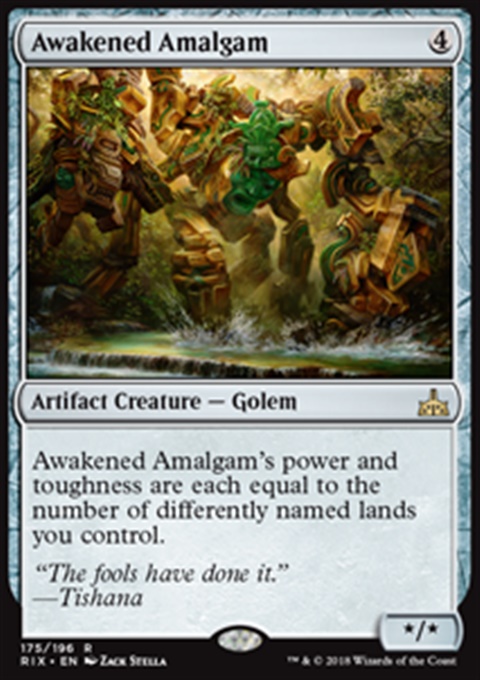 Awakened Amalgam 4
Artifact Creature — Golem
Awakened Amalgam's power and
toughness are each equal to the
number of differently named lands
you control.
"The fools have done it."
—Tishana
*/*
175/196 R
RIX • EN Zack Stella ™ & © 2018 Wizards of the Coast